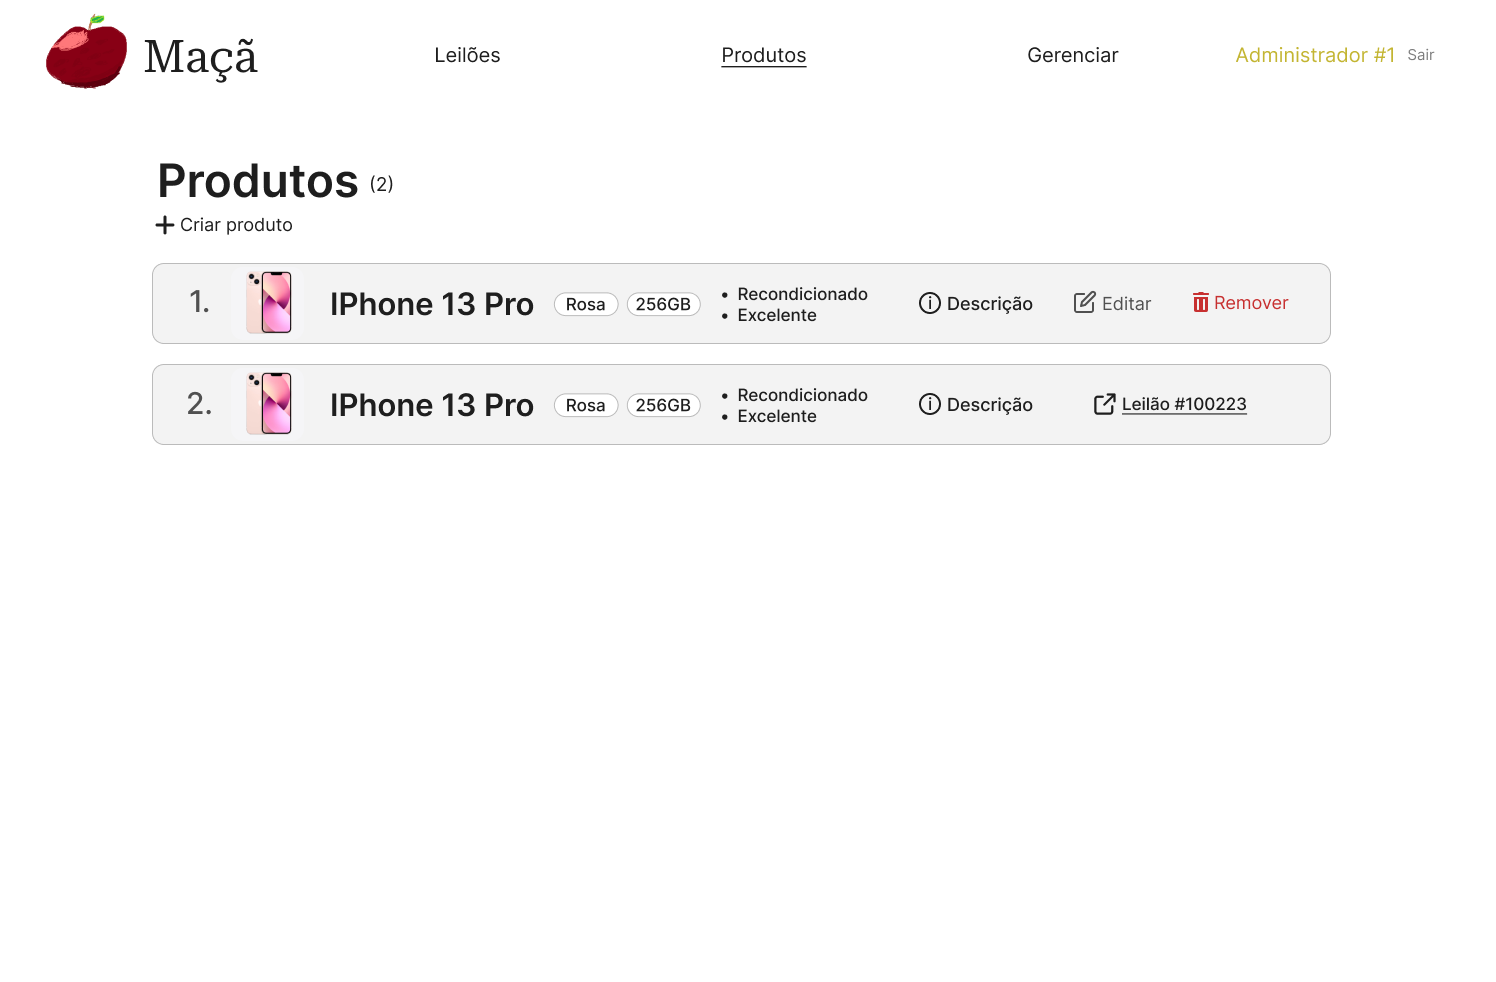 Maçã
Leilões
Produtos
Gerenciar
Administrador #1 Sair
Produtos (2)
Criar produto
1. IPhone 13 Pro Rosa 256GB
• Recondicionado
• Excelente
Descrição
Editar
Remover
2. IPhone 13 Pro Rosa 256GB
• Recondicionado
• Excelente
Descrição
Leilão #100223